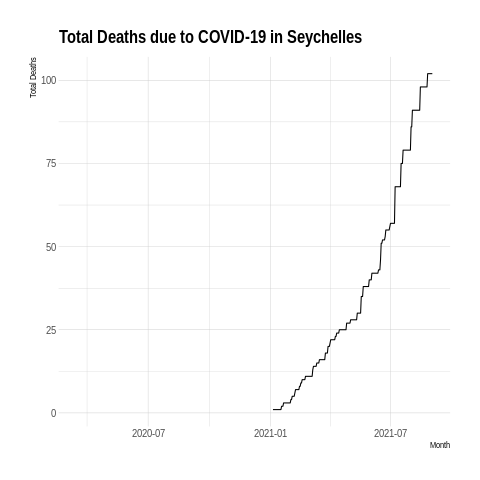 Total Deaths due to COVID-19 in Seychelles
Total Deaths
100
75
50
25
0
2020-07 2021-01 2021-07
Month